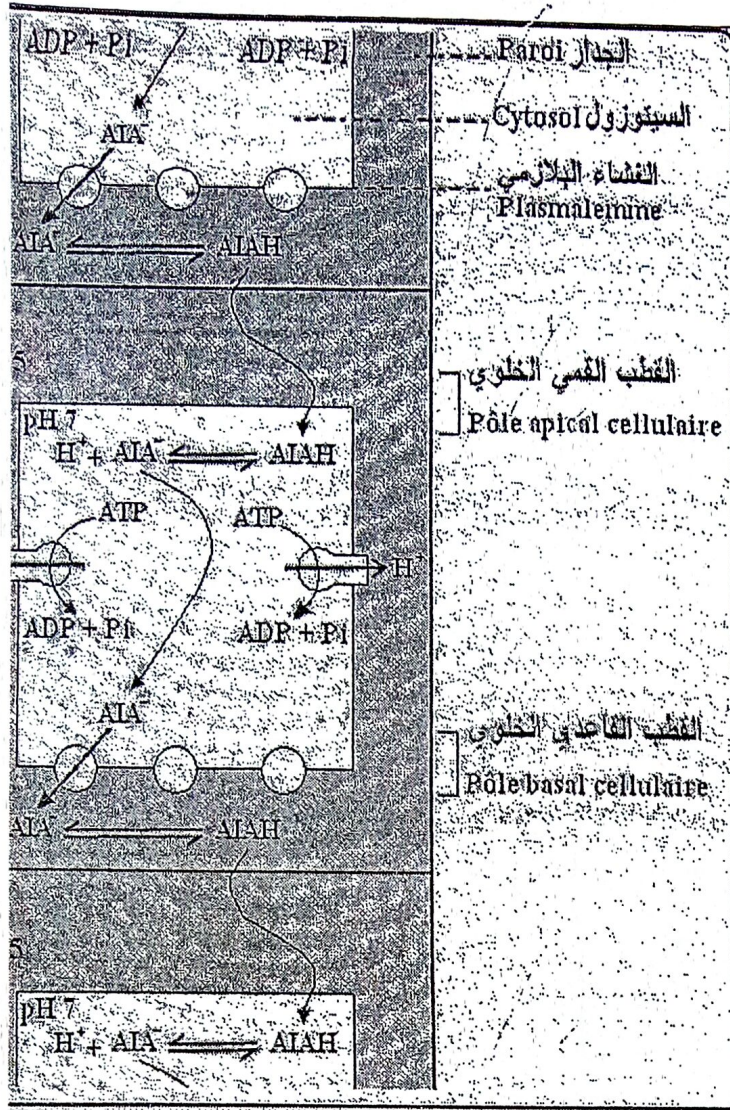 ADP + Pi ADP + Pi
Paroi الجدار
AIA⁻
Cytosol السيتوزول
الغشاء البلازمي
Plasmalemme
AIA⁻ AIAH
5
القطب القمي الخلوي
Pôle apical cellulaire
pH 7
H⁺ + AIA⁻ AIAH
ATP ATP
H⁺
ADP + Pi ADP + Pi
AIA⁻
القطب القاعدي الخلوي
Pôle basal cellulaire
AIA⁻ AIAH
5
pH 7
H⁺ + AIA⁻ AIAH